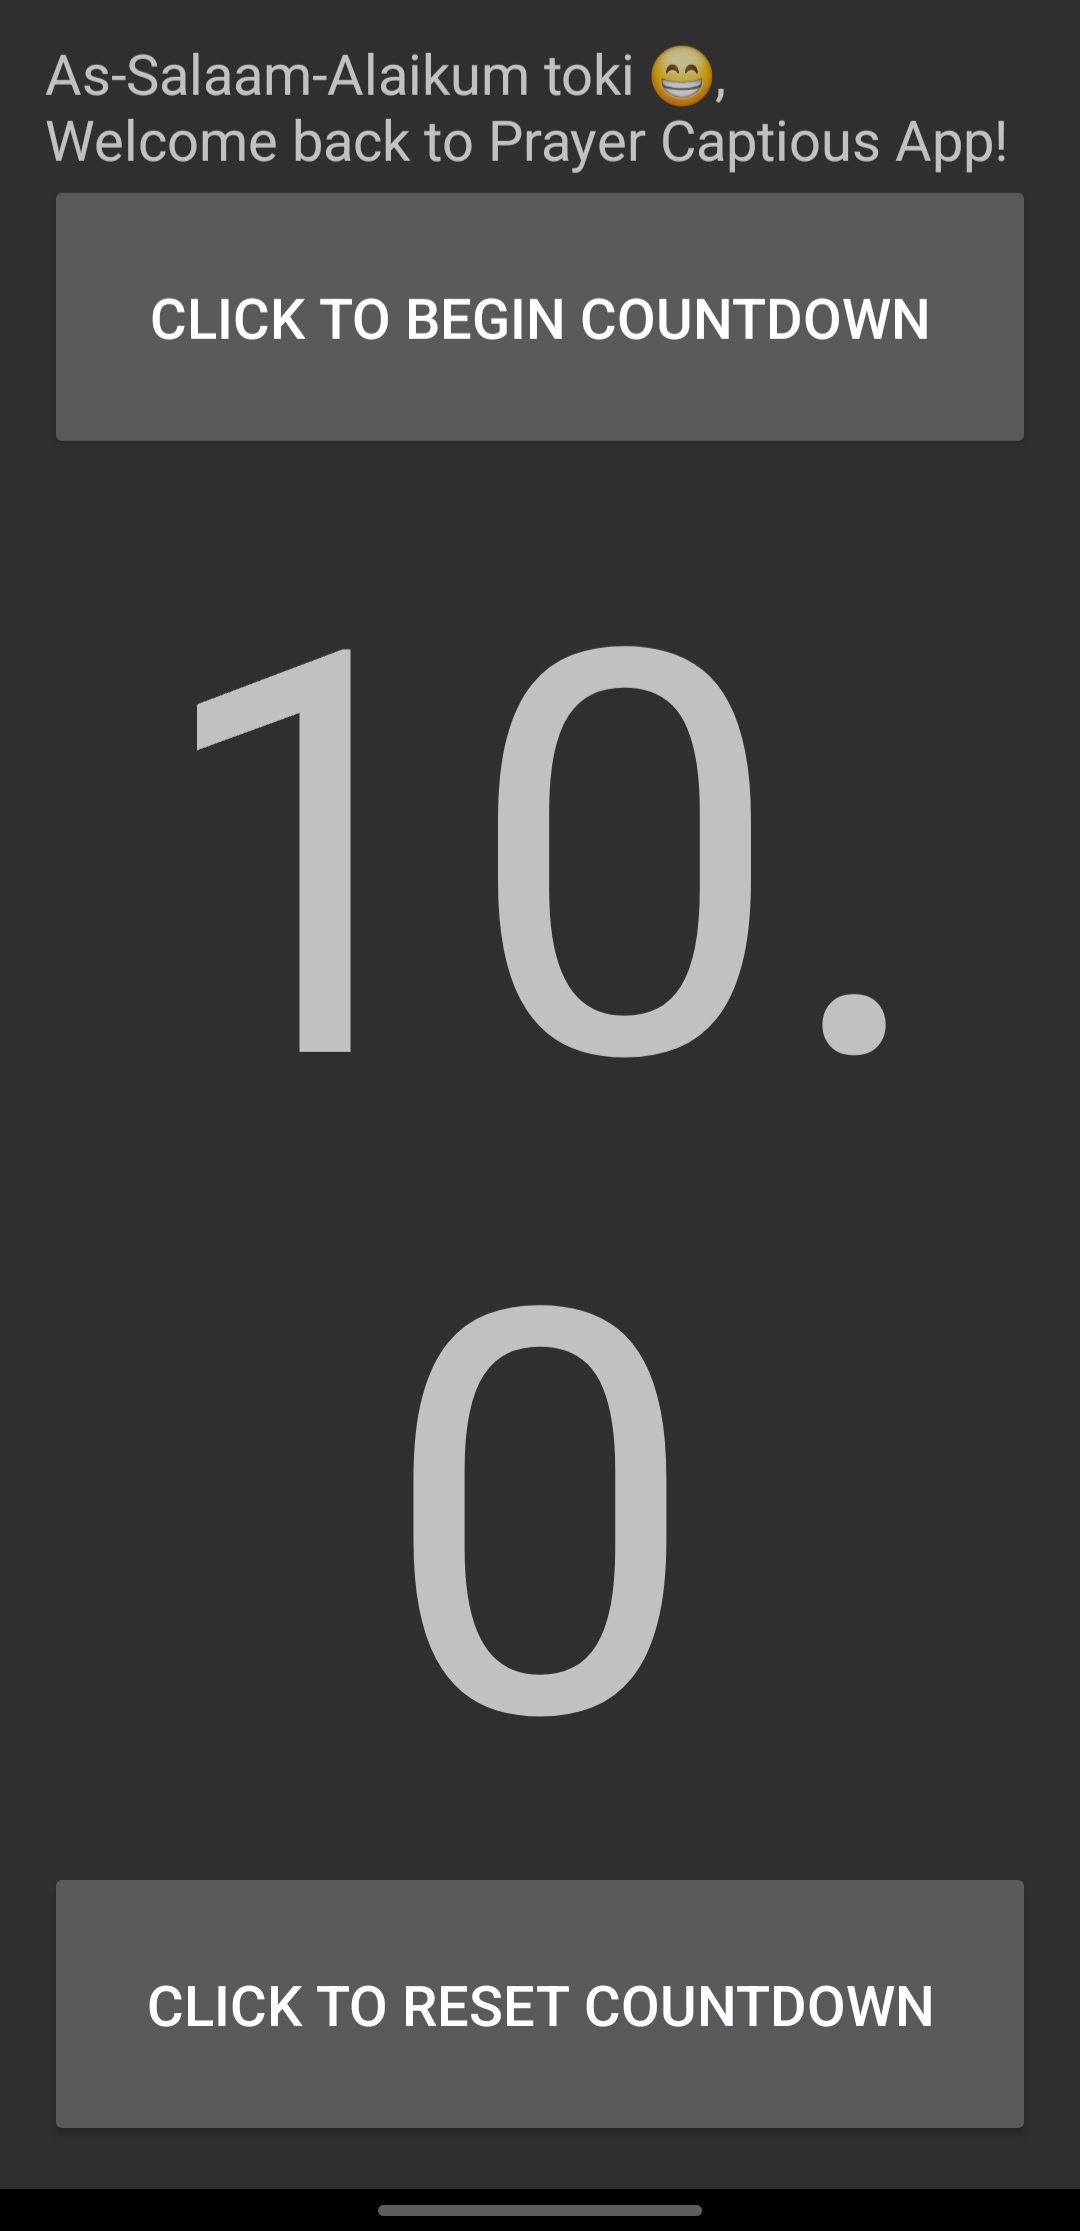 As-Salaam-Alaikum toki 😁,
Welcome back to Prayer Captious App!
CLICK TO BEGIN COUNTDOWN
10.
0
CLICK TO RESET COUNTDOWN